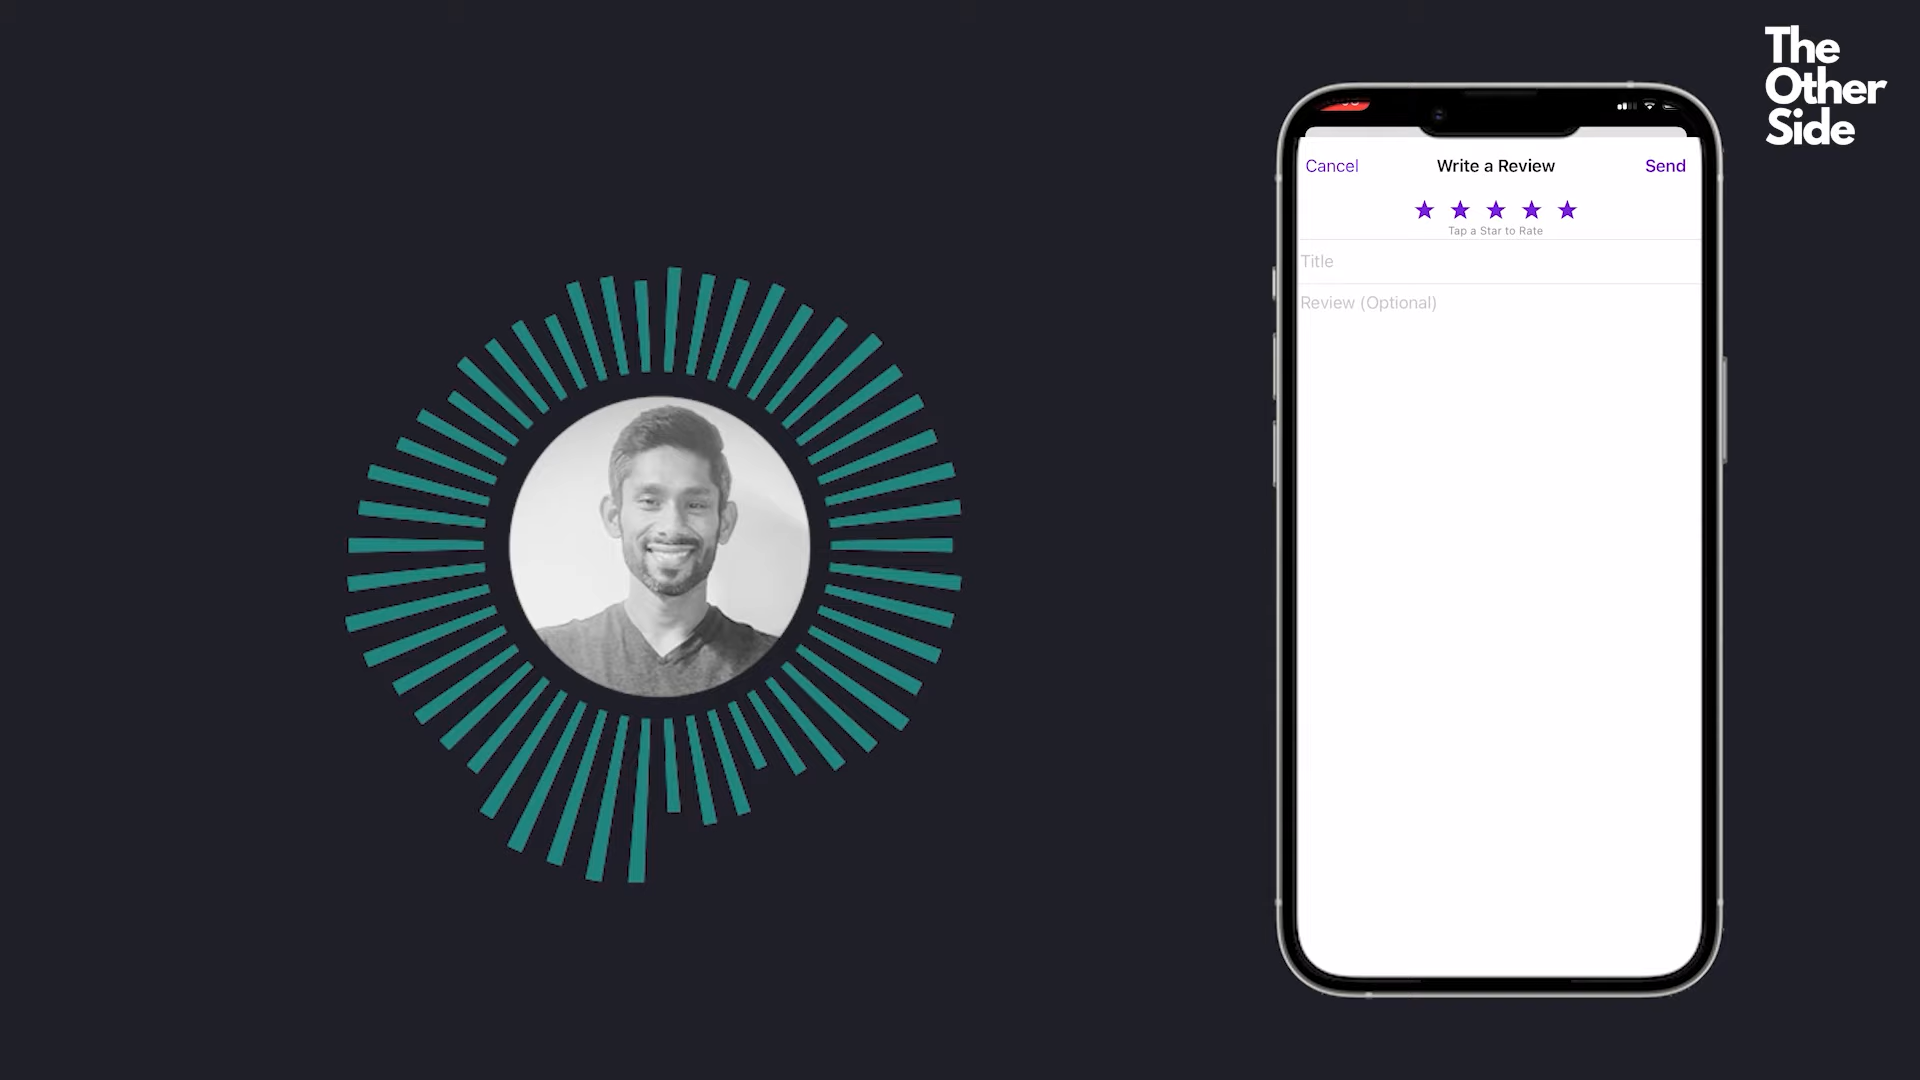 The
Other
Side
Cancel Write a Review Send
Tap a Star to Rate
Title
Review (Optional)